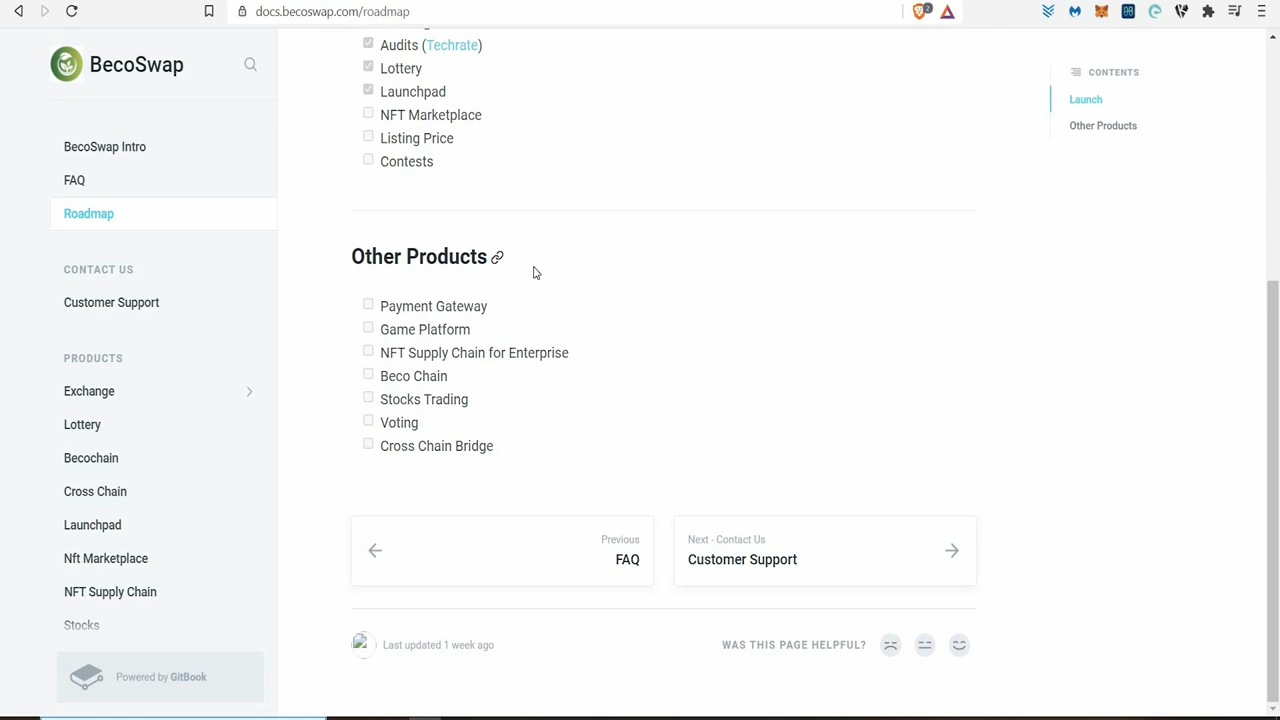 docs.becoswap.com/roadmap
2
BecoSwap
BecoSwap Intro
FAQ
Roadmap
CONTACT US
Customer Support
PRODUCTS
Exchange
Lottery
Becochain
Cross Chain
Launchpad
Nft Marketplace
NFT Supply Chain
Stocks
Powered by GitBook
Audits (Techrate)
Lottery
Launchpad
NFT Marketplace
Listing Price
Contests
Other Products
Payment Gateway
Game Platform
NFT Supply Chain for Enterprise
Beco Chain
Stocks Trading
Voting
Cross Chain Bridge
Previous
FAQ
Next - Contact Us
Customer Support
Last updated 1 week ago
WAS THIS PAGE HELPFUL?
CONTENTS
Launch
Other Products